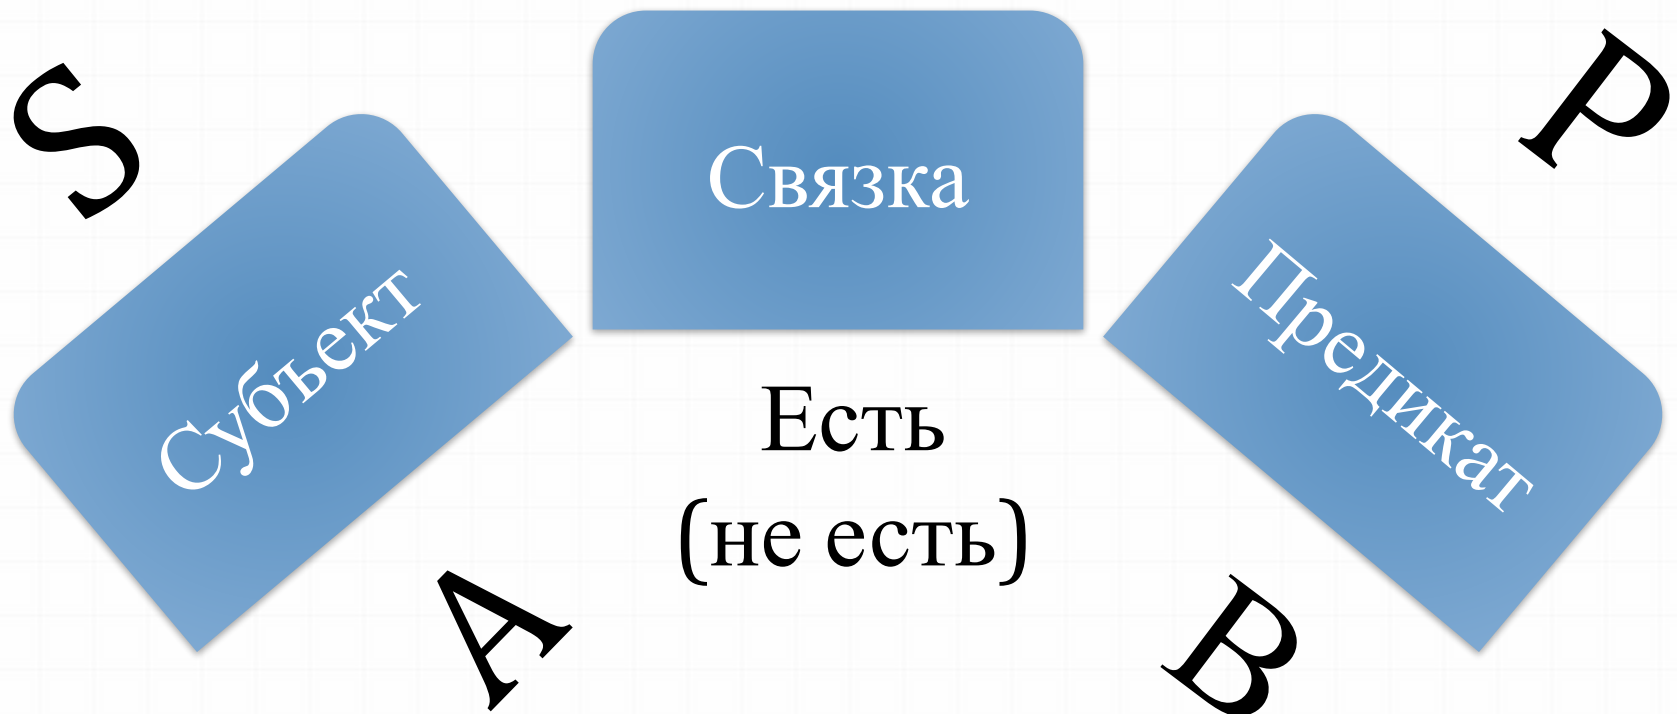 S
Субъект
A
Связка
Есть
(не есть)
P
Предикат
B